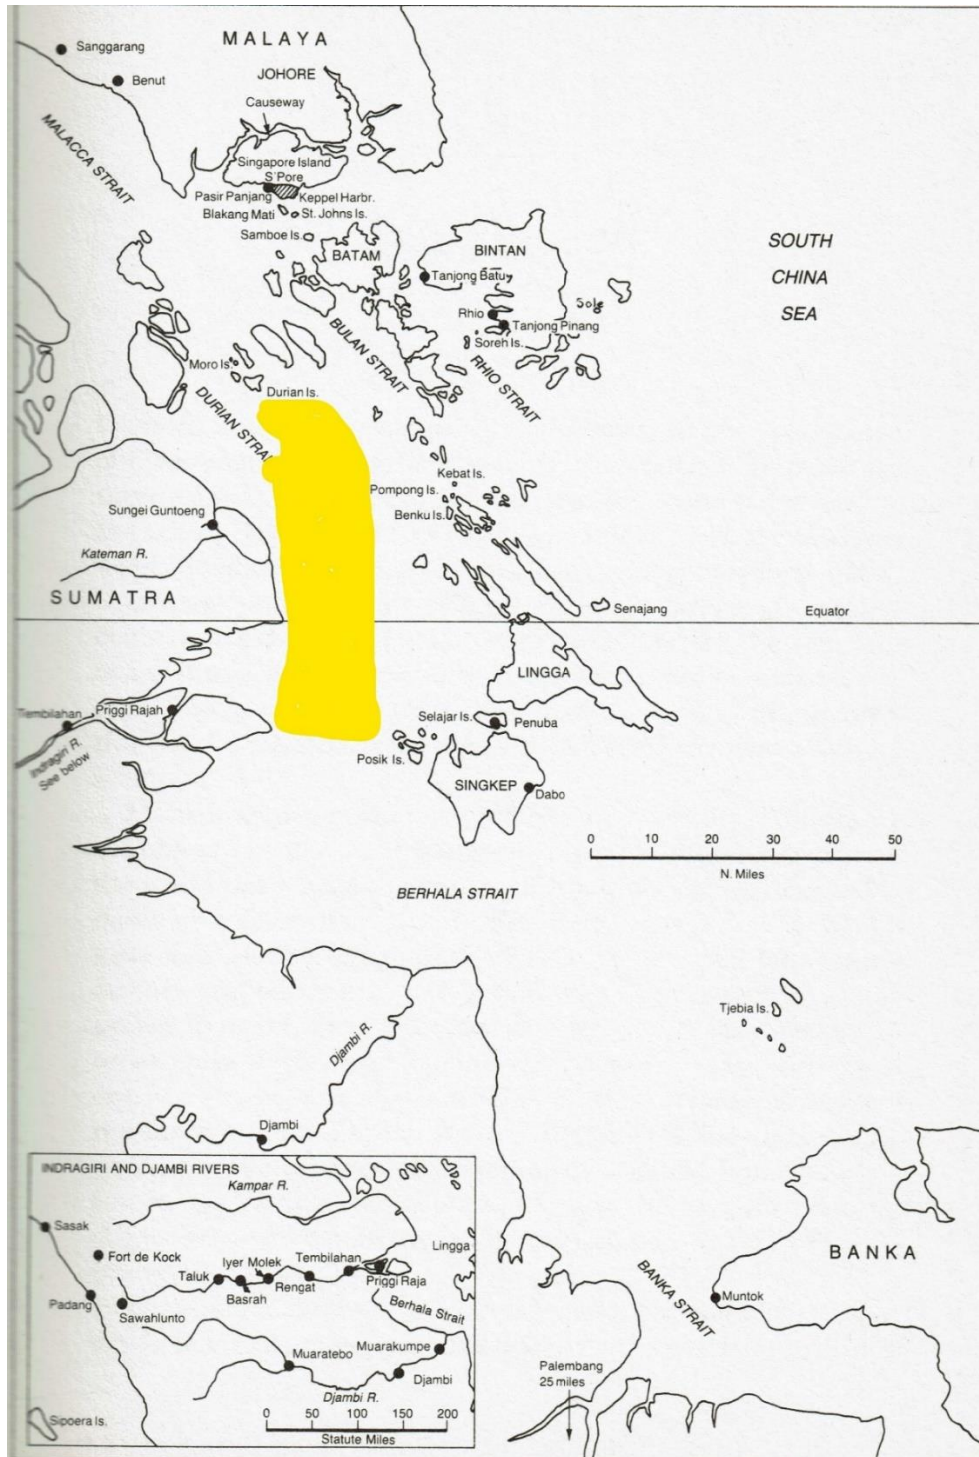 Sanggarang
MALAYA
Benut
JOHORE
Causeway
MALACCA STRAIT
Singapore Island
S'Pore
Pasir Panjang
Keppel Harbr.
Blakang Mati
St. Johns Is.
Samboe Is.
BATAM
BINTAN
SOUTH
CHINA
SEA
Tanjong Batu
Rhio
Tanjong Pinang
Soreh Is.
BULAN STRAIT
RHIO STRAIT
Moro Is.
Durian Is.
DURIAN STRAI
Kebat Is.
Pompong Is.
Benku Is.
Sungei Guntoeng
Kateman R.
SUMATRA
Senajang
Equator
LINGGA
Tembilahan
Priggi Rajah
Selajar Is.
Penuba
Indragiri R.
See below
Posik Is.
SINGKEP
Dabo
0 10 20 30 40 50
N. Miles
BERHALA STRAIT
Tjebia Is.
Djambi R.
Djambi
INDRAGIRI AND DJAMBI RIVERS
Kampar R.
Sasak
Fort de Kock
Lingga
Iyer Molek
Tembilahan
Taluk
Rengat
Priggi Raja
Basrah
Padang
Sawahlunto
Berhala Strait
Muaratebo
Muarakumpe
Djambi
Djambi R.
0 50 100 150 200
Statute Miles
Sipoera Is.
BANKA
BANKA STRAIT
Muntok
Palembang
25 miles